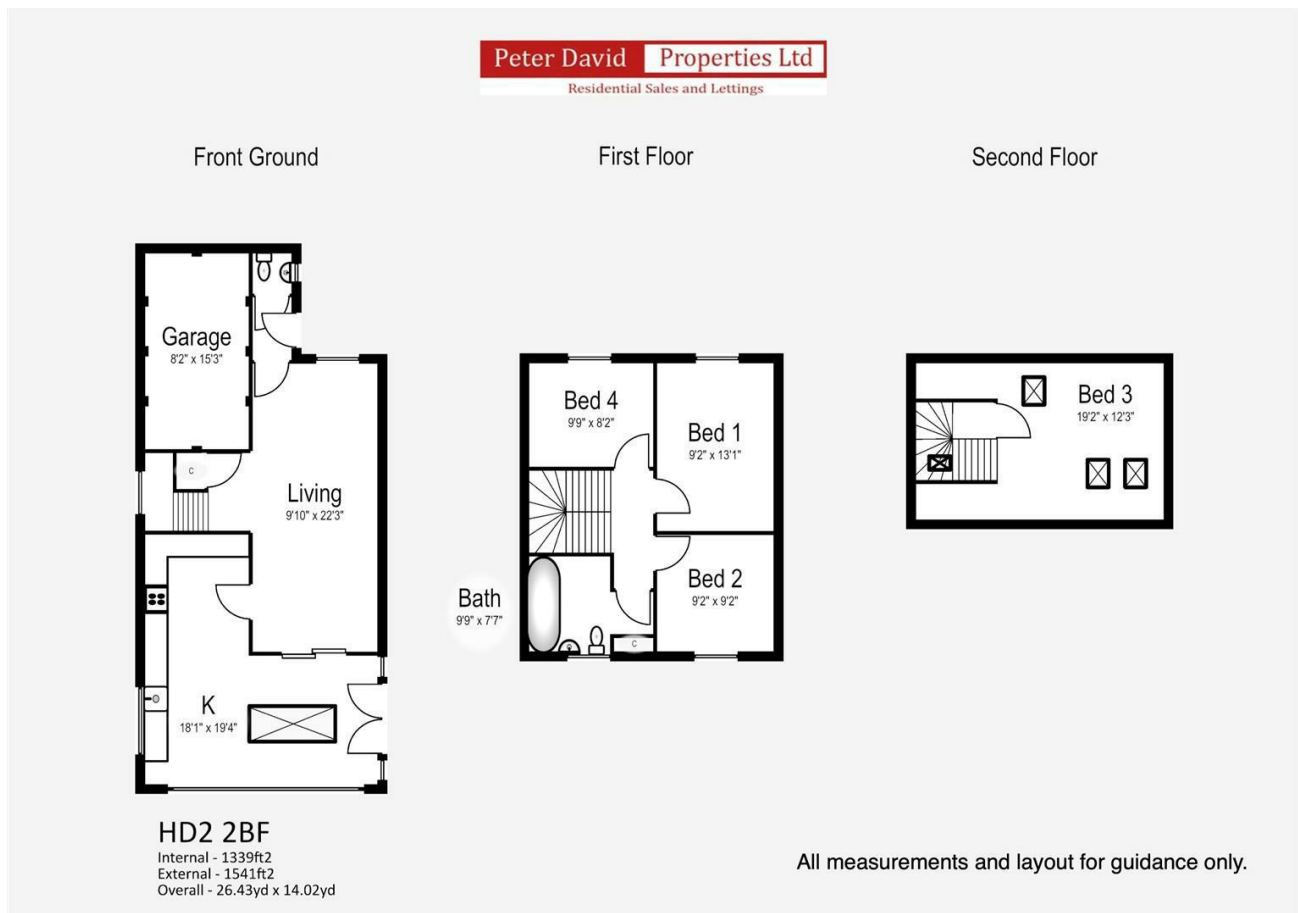 Peter David Properties Ltd
Residential Sales and Lettings
Front Ground
First Floor
Second Floor
Garage
8'2" x 15'3"
C
Living
9'10" x 22'3"
K
18'1" x 19'4"
Bed 4
9'9" x 8'2"
Bed 1
9'2" x 13'1"
Bed 2
9'2" x 9'2"
Bath
9'9" x 7'7"
C
Bed 3
19'2" x 12'3"
HD2 2BF
Internal - 1339ft2
External - 1541ft2
Overall - 26.43yd x 14.02yd
All measurements and layout for guidance only.